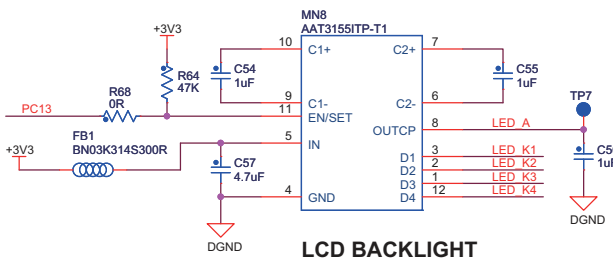 MN8
AAT3155ITP-T1
+3V3
10 C1+ C2+ 7
C54
1uF
C55
1uF
R64
47K
R68
0R
9 C1- C2- 6
PC13
11 EN/SET
TP7
OUTCP 8 LED_A
FB1
BN03K314S300R
5 IN
+3V3
C57
4.7uF
1uF
D1 3 LED_K1
D2 2 LED_K2
D3 1 LED_K3
D4 12 LED_K4
4 GND
DGND
DGND
LCD BACKLIGHT